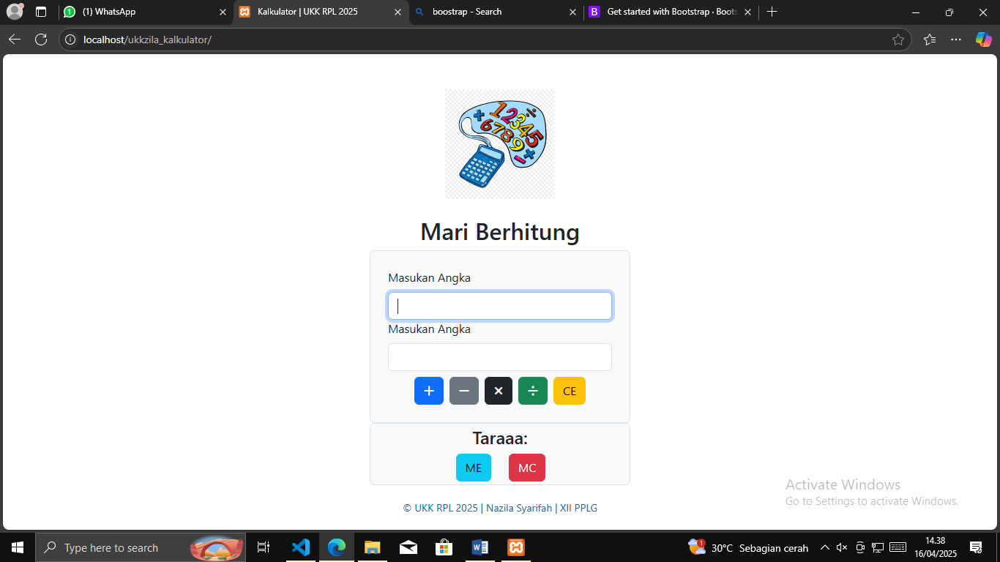 (1) WhatsApp
Kalkulator | UKK RPL 2025
boostrap - Search
Get started with Bootstrap · Boots
localhost/ukkzila_kalkulator/
1 2 3 4 5 6 7 8 9
Mari Berhitung
Masukan Angka
Masukan Angka
+ − × ÷ CE
Taraaa:
ME MC
© UKK RPL 2025 | Nazila Syarifah | XII PPLG
Activate Windows
Go to Settings to activate Windows.
Type here to search
30°C Sebagian cerah
14.38
16/04/2025